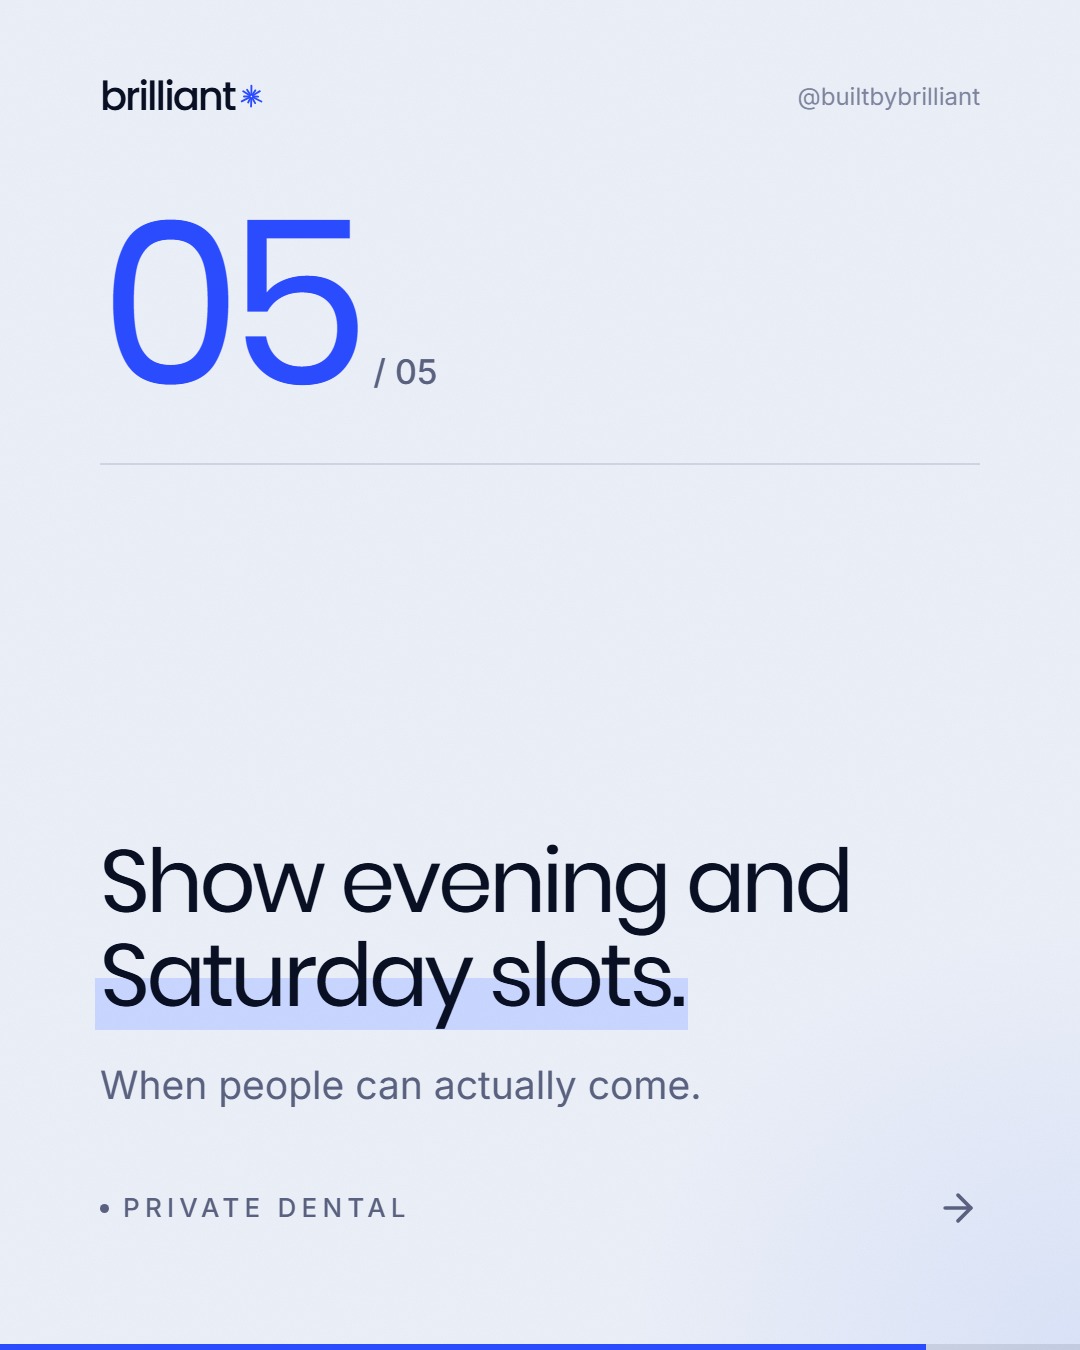 brilliant
@builtbybrilliant
05 / 05
Show evening and
Saturday slots.
When people can actually come.
• PRIVATE DENTAL